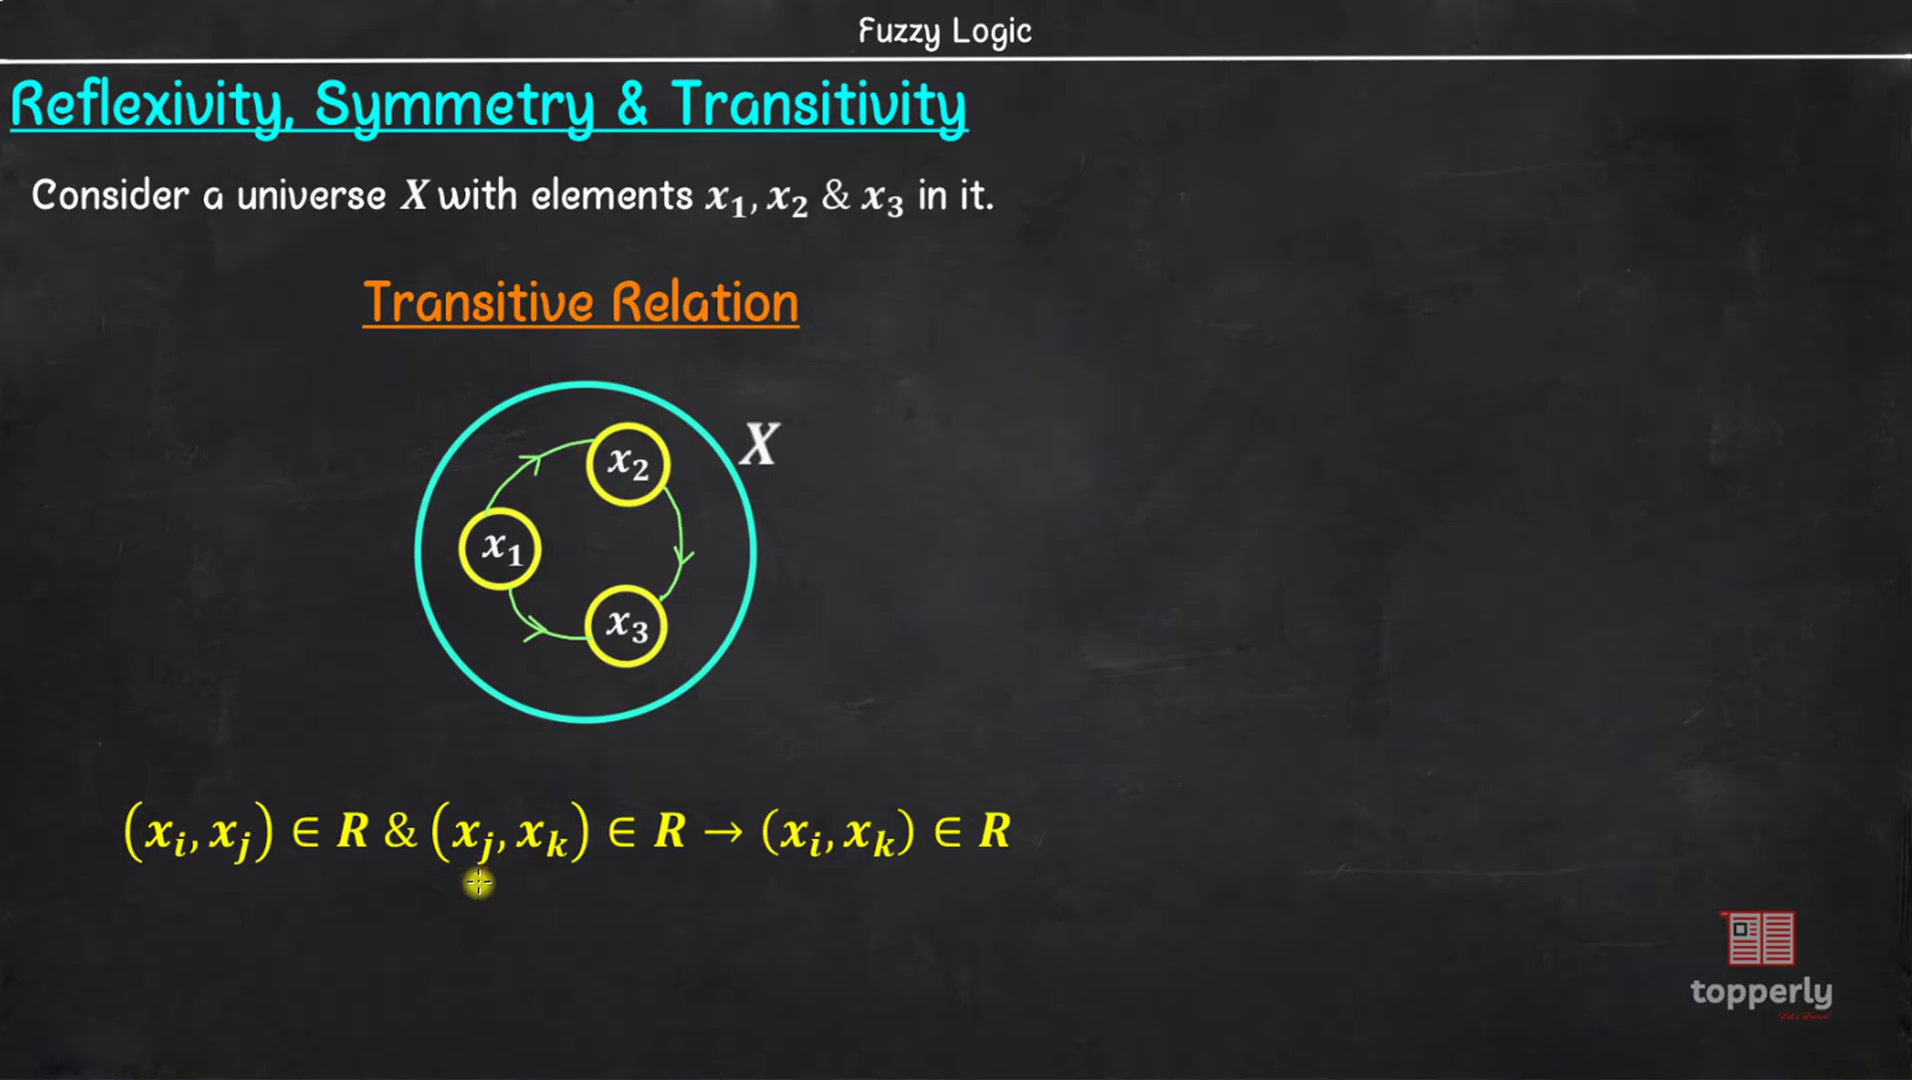 Fuzzy Logic
Reflexivity, Symmetry & Transitivity
Consider a universe X with elements x₁, x₂ & x₃ in it.
Transitive Relation
X
x₂
x₁
x₃
(xᵢ, xⱼ) ∈ R & (xⱼ, xₖ) ∈ R → (xᵢ, xₖ) ∈ R
topperly